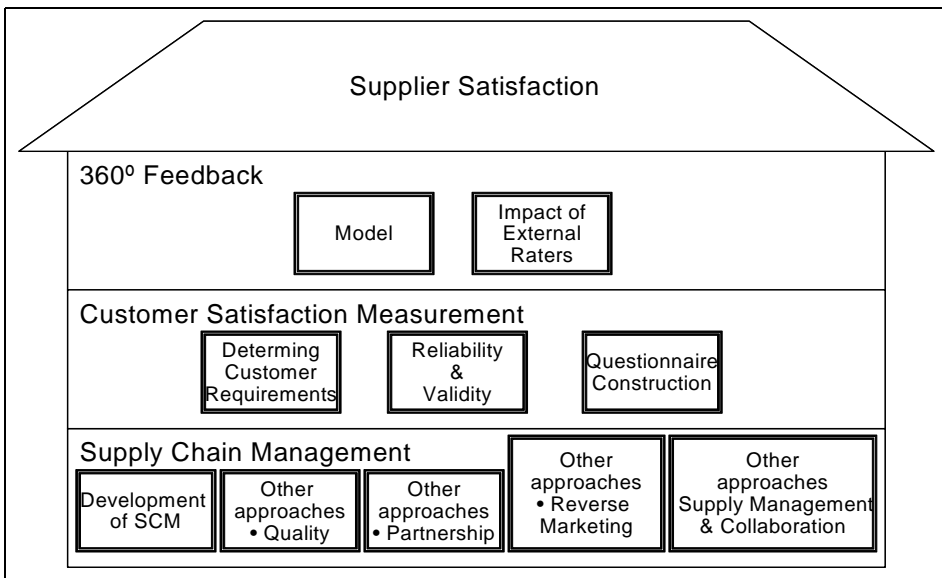 Supplier Satisfaction
360º Feedback
Model
Impact of
External
Raters
Customer Satisfaction Measurement
Determing
Customer
Requirements
Reliability
&
Validity
Questionnaire
Construction
Supply Chain Management
Development
of SCM
Other
approaches
• Quality
Other
approaches
• Partnership
Other
approaches
• Reverse
Marketing
Other
approaches
Supply Management
& Collaboration